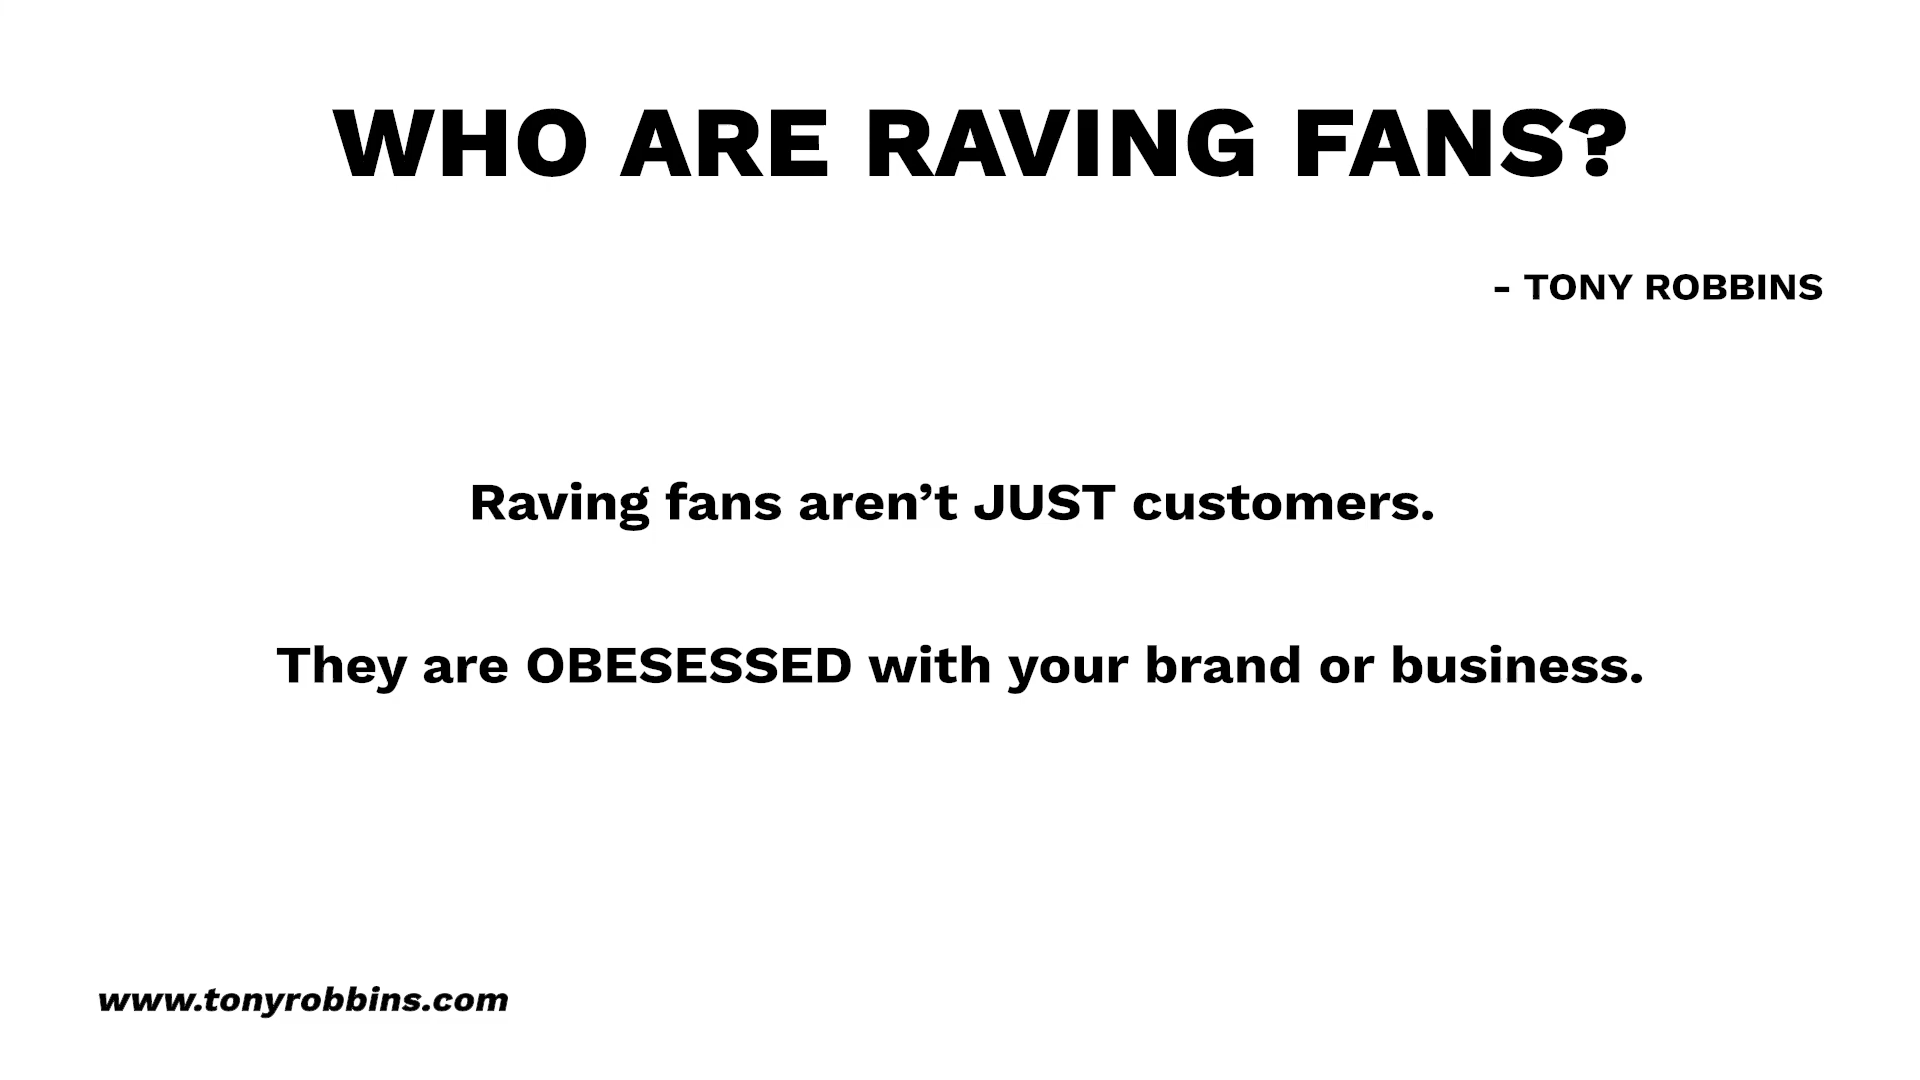 WHO ARE RAVING FANS?
- TONY ROBBINS
Raving fans aren’t JUST customers.
They are OBESESSED with your brand or business.
www.tonyrobbins.com